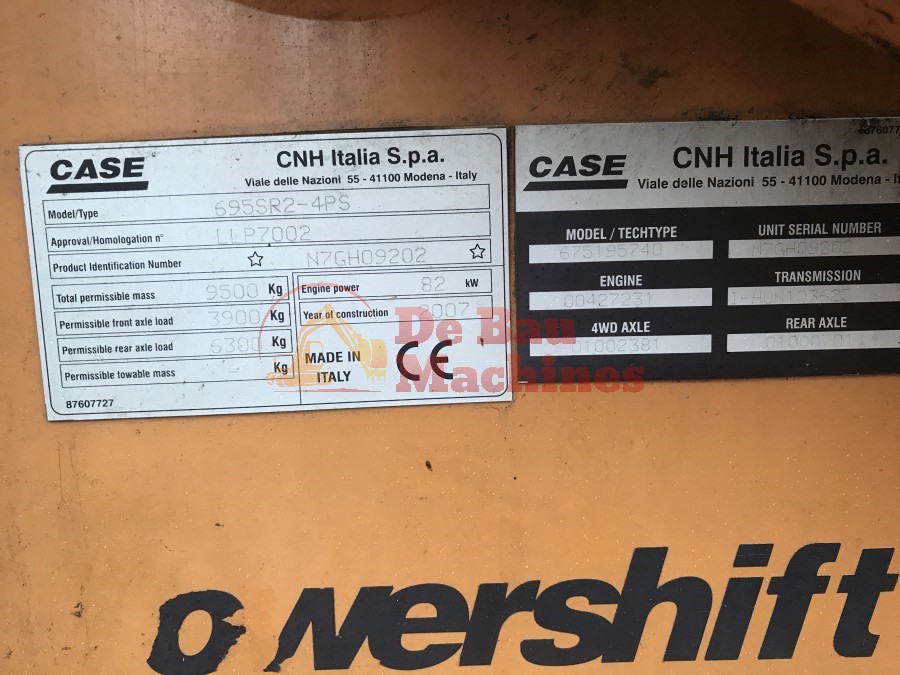 CASE
CNH Italia S.p.a.
Viale delle Nazioni 55 - 41100 Modena - Italy
Model/Type 695SR2-4PS
Approval/Homologation n° LLP7002
Product Identification Number ☆ N7GH09202 ☆
Total permissible mass 9500 Kg
Permissible front axle load 3900 Kg
Permissible rear axle load 6300 Kg
Permissible towable mass Kg
Engine power 82 kW
Year of construction 2007
MADE IN
ITALY
CE
87607727
CASE
CNH Italia S.p.a.
Viale delle Nazioni 55 - 41100 Modena -
MODEL / TECHTYPE
675195740
UNIT SERIAL NUMBER
N7GH09202
ENGINE
00427231
TRANSMISSION
4WD AXLE
REAR AXLE
De Bau
Machines